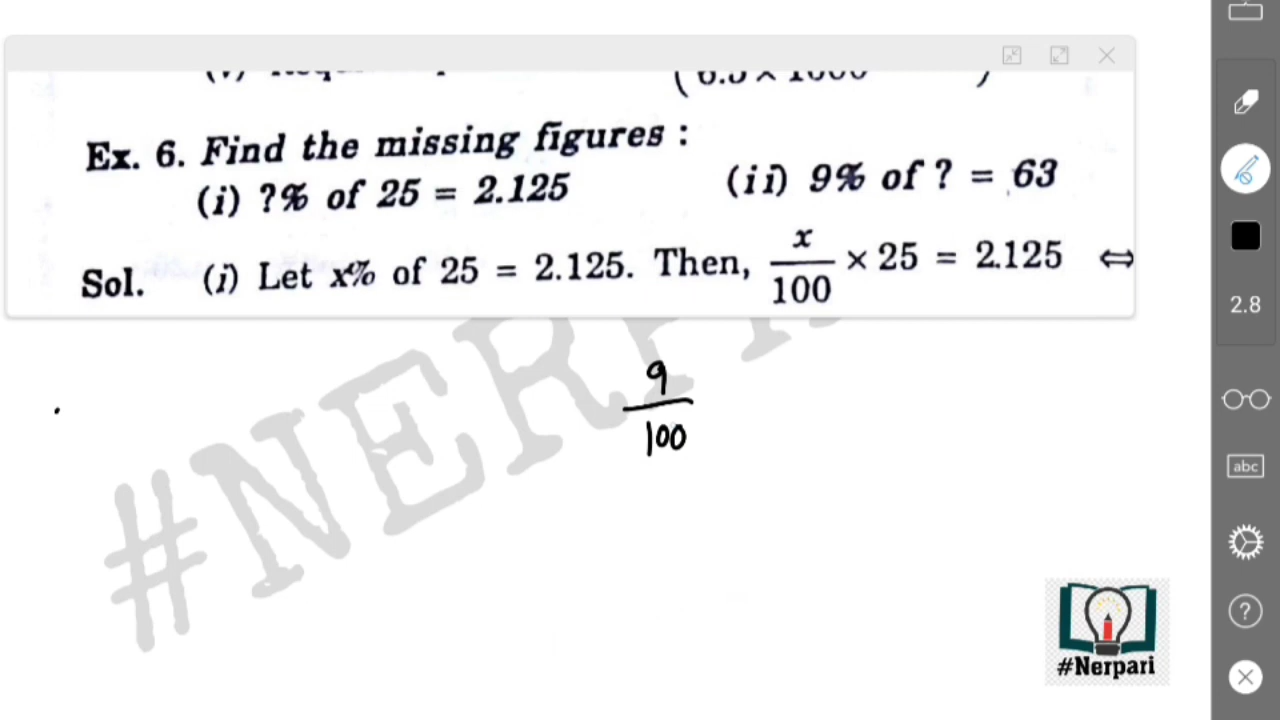 Ex. 6. Find the missing figures :
(i) ?% of 25 = 2.125 (ii) 9% of ? = 63
Sol. (i) Let x% of 25 = 2.125. Then, x/100 × 25 = 2.125 ⇔
9
100
2.8
abc
?
#Nerpari